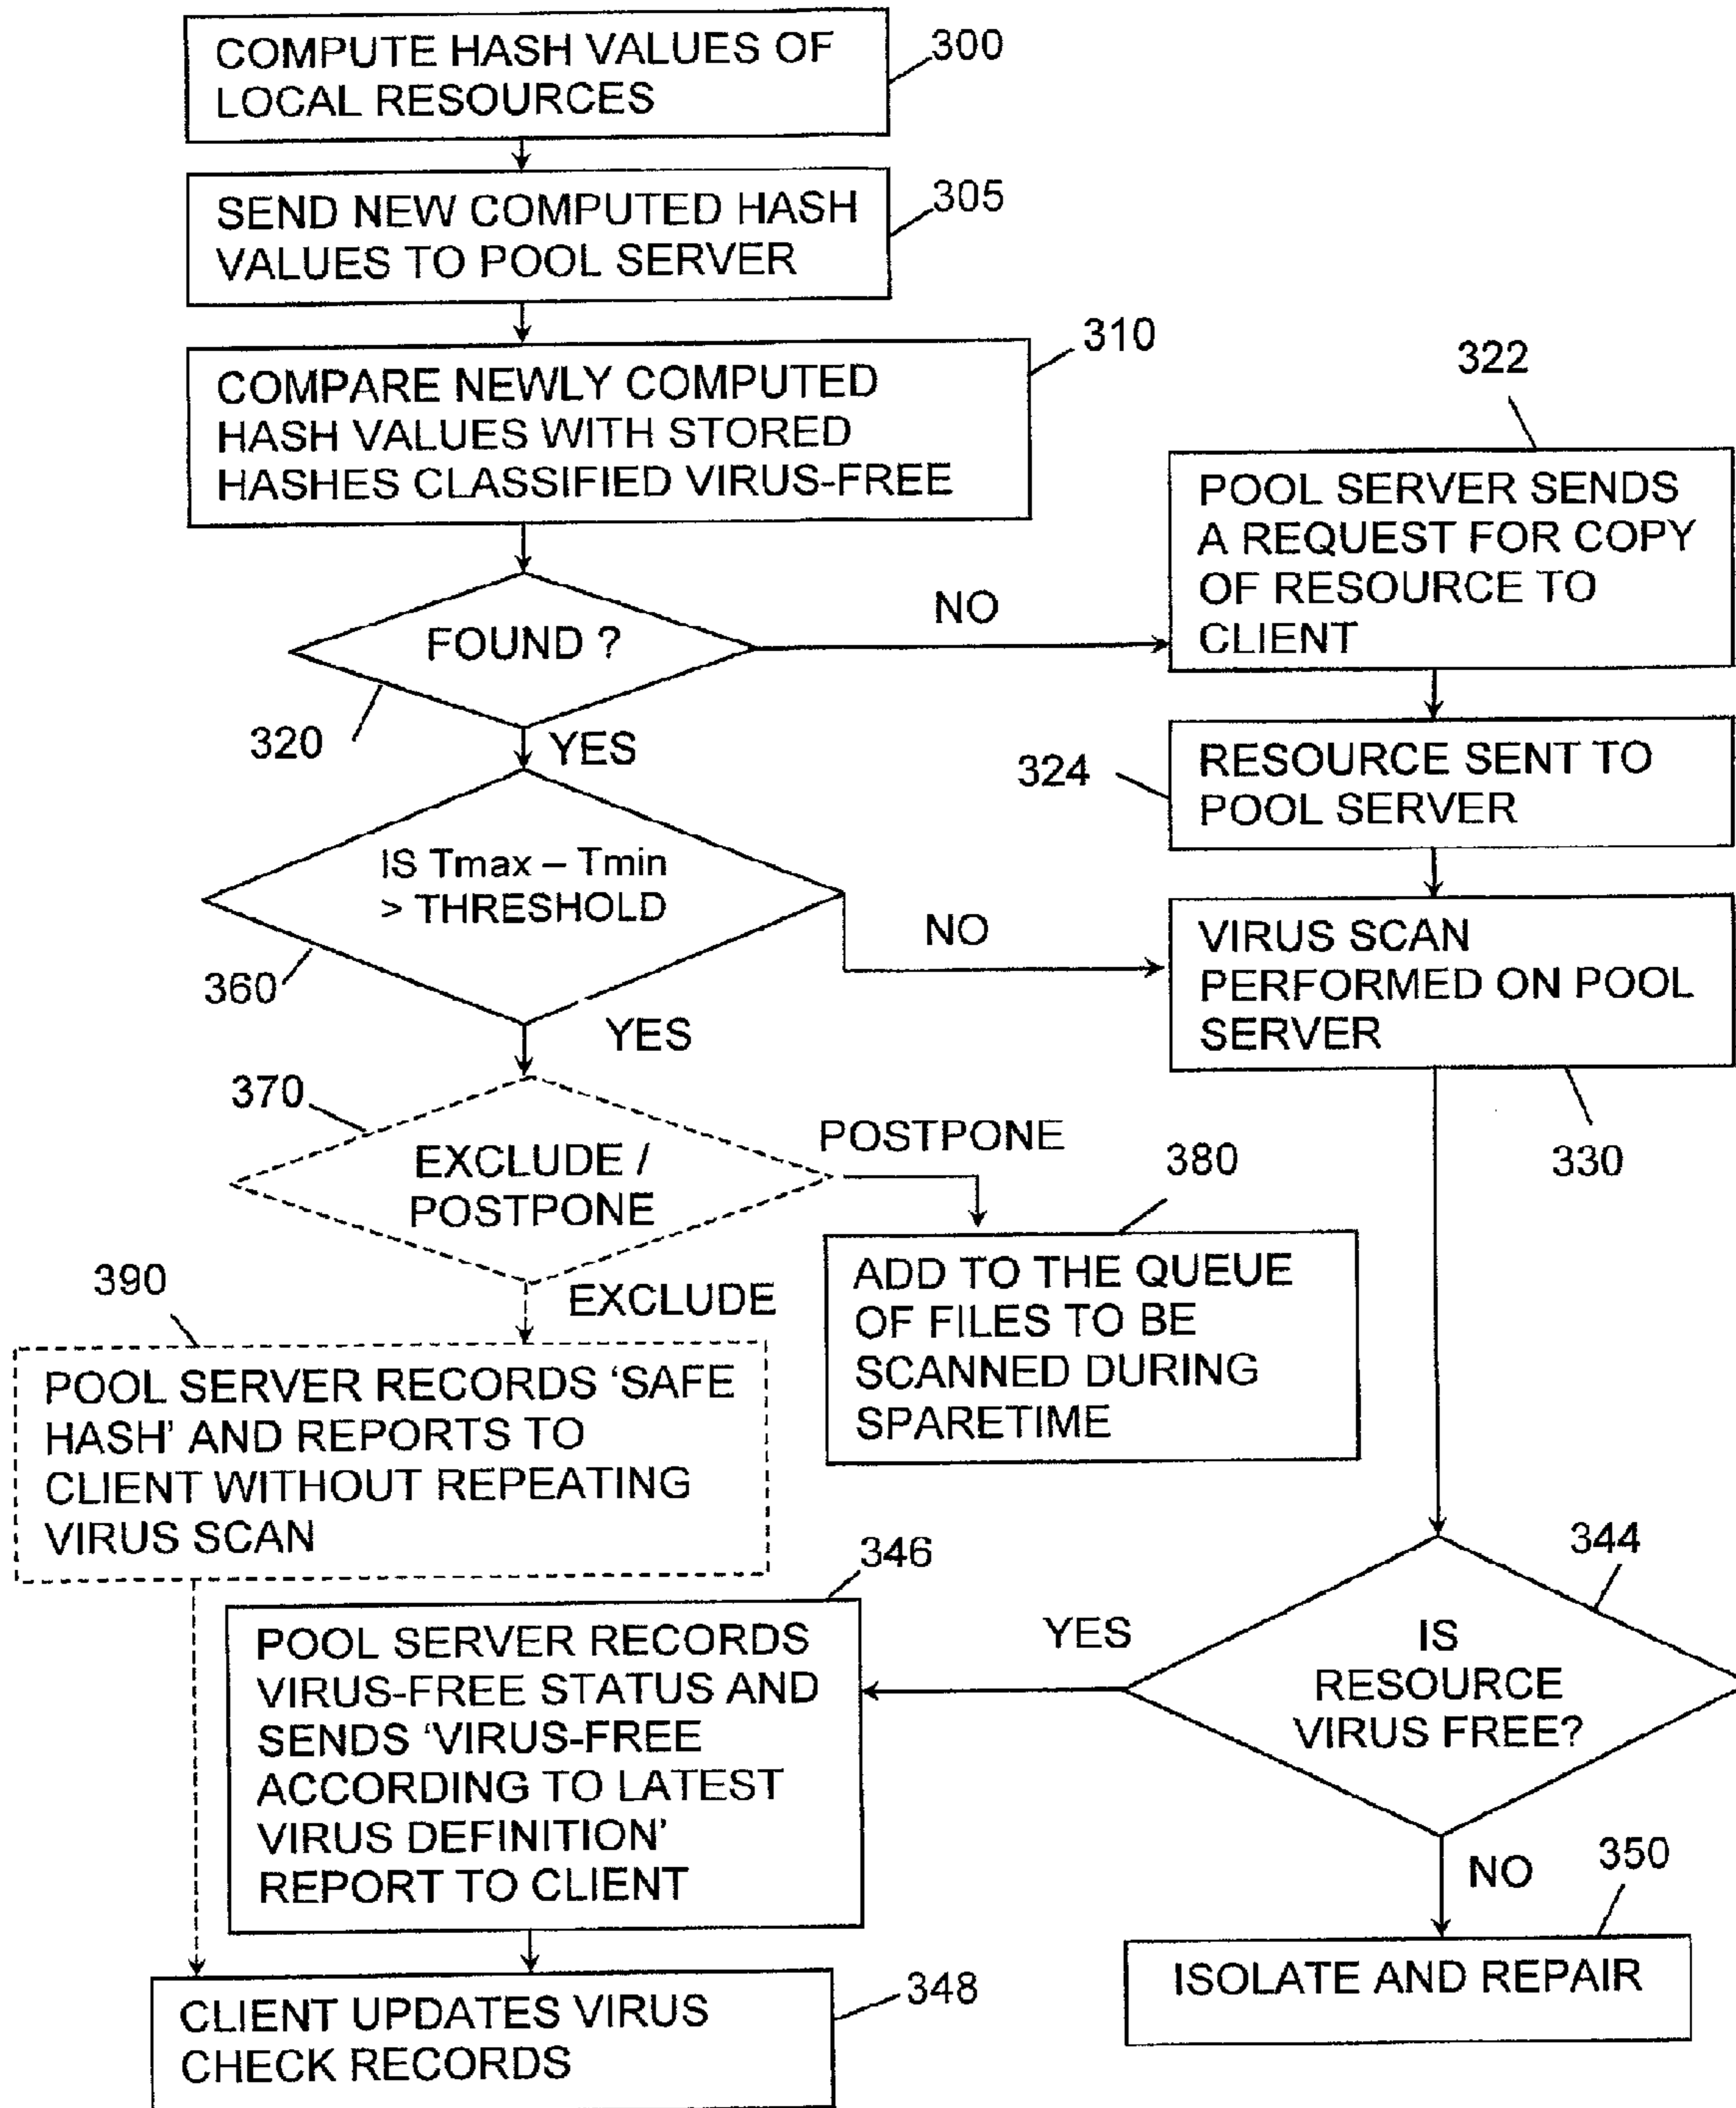 COMPUTE HASH VALUES OF
LOCAL RESOURCES
300
SEND NEW COMPUTED HASH
VALUES TO POOL SERVER
305
COMPARE NEWLY COMPUTED
HASH VALUES WITH STORED
HASHES CLASSIFIED VIRUS-FREE
310
322
POOL SERVER SENDS
A REQUEST FOR COPY
OF RESOURCE TO
CLIENT
FOUND ?
NO
320
YES
324
RESOURCE SENT TO
POOL SERVER
IS Tmax – Tmin
> THRESHOLD
NO
360
YES
VIRUS SCAN
PERFORMED ON POOL
SERVER
330
370
EXCLUDE /
POSTPONE
POSTPONE
380
EXCLUDE
ADD TO THE QUEUE
OF FILES TO BE
SCANNED DURING
SPARETIME
390
POOL SERVER RECORDS ‘SAFE
HASH’ AND REPORTS TO
CLIENT WITHOUT REPEATING
VIRUS SCAN
344
IS
RESOURCE
VIRUS FREE?
YES
346
POOL SERVER RECORDS
VIRUS-FREE STATUS AND
SENDS ‘VIRUS-FREE
ACCORDING TO LATEST
VIRUS DEFINITION’
REPORT TO CLIENT
NO
350
ISOLATE AND REPAIR
CLIENT UPDATES VIRUS
CHECK RECORDS
348